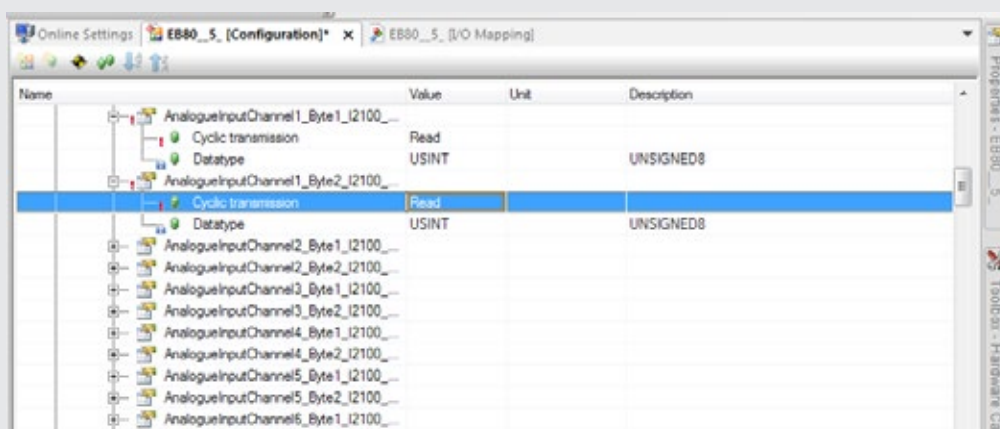 Online Settings EB80__5_ [Configuration]* x EB80__5_ [I/O Mapping]
Name Value Unit Description
AnalogueInputChannel1_Byte1_I2100_...
Cyclic transmission Read
Datatype USINT UNSIGNED8
AnalogueInputChannel1_Byte2_I2100_...
Cyclic transmission Read
Datatype USINT UNSIGNED8
AnalogueInputChannel2_Byte1_I2100_...
AnalogueInputChannel2_Byte2_I2100_...
AnalogueInputChannel3_Byte1_I2100_...
AnalogueInputChannel3_Byte2_I2100_...
AnalogueInputChannel4_Byte1_I2100_...
AnalogueInputChannel4_Byte2_I2100_...
AnalogueInputChannel5_Byte1_I2100_...
AnalogueInputChannel5_Byte2_I2100_...
AnalogueInputChannel6_Byte1_I2100_...
Properties - EB80__5_
Toolbox - Hardware